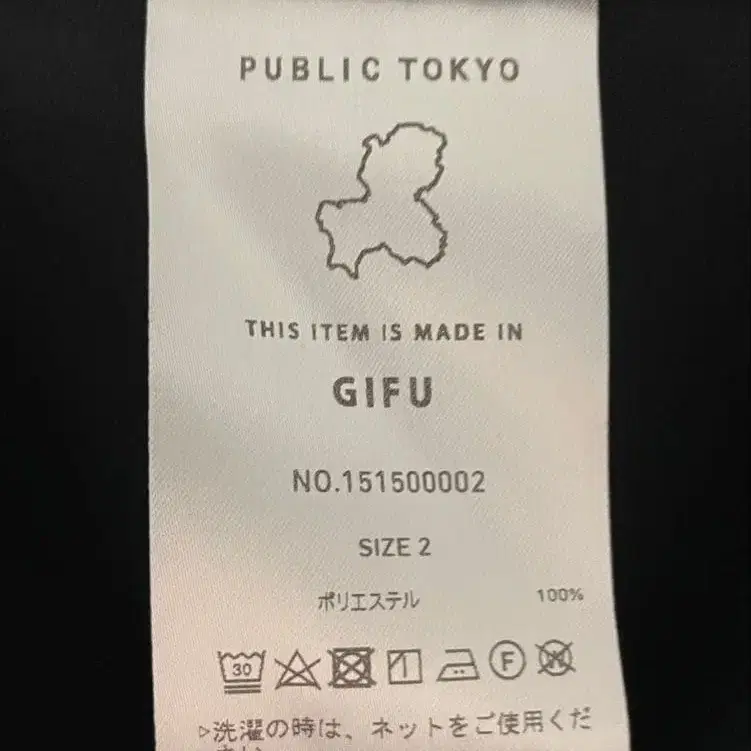 PUBLIC TOKYO
THIS ITEM IS MADE IN
GIFU
NO.151500002
SIZE 2
ポリエステル 100%
30 F W
▷洗濯の時は、ネットをご使用くだ